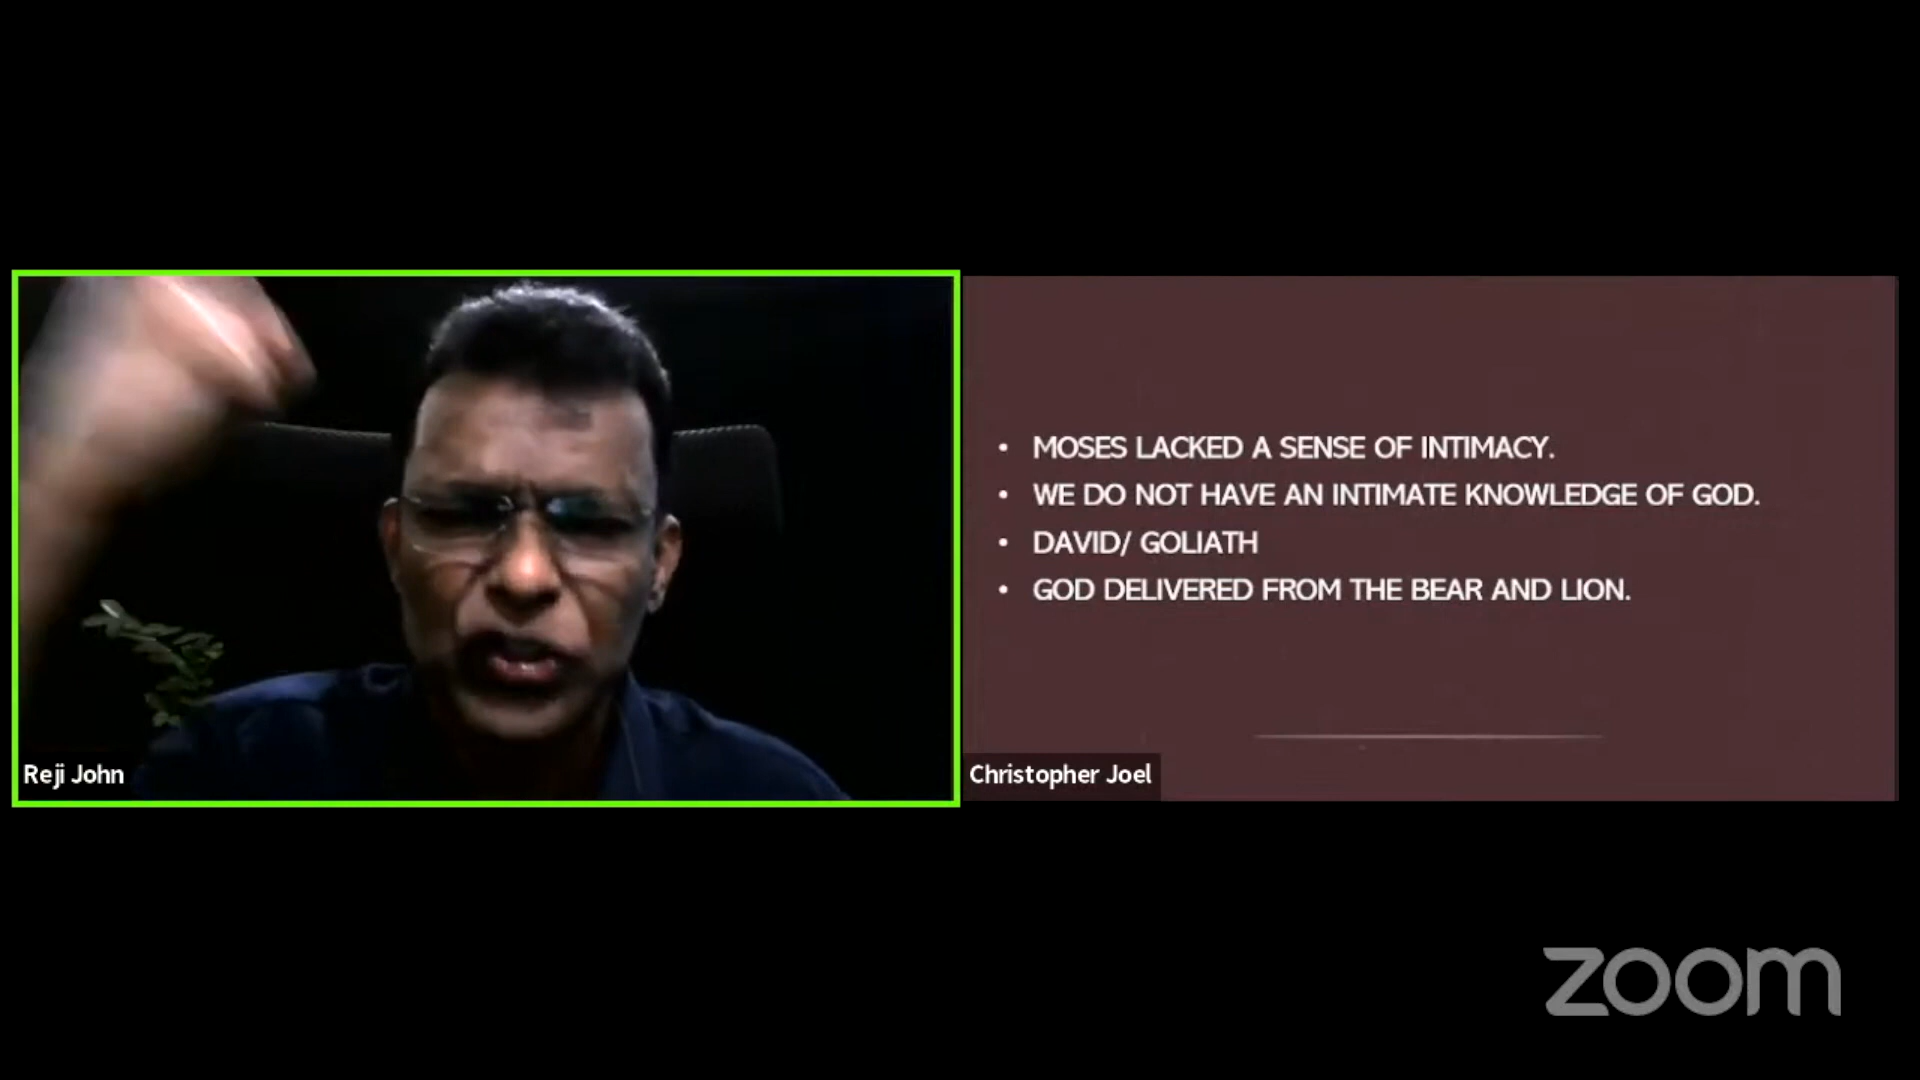 • MOSES LACKED A SENSE OF INTIMACY.
• WE DO NOT HAVE AN INTIMATE KNOWLEDGE OF GOD.
• DAVID/ GOLIATH
• GOD DELIVERED FROM THE BEAR AND LION.
Reji John
Christopher Joel
zoom